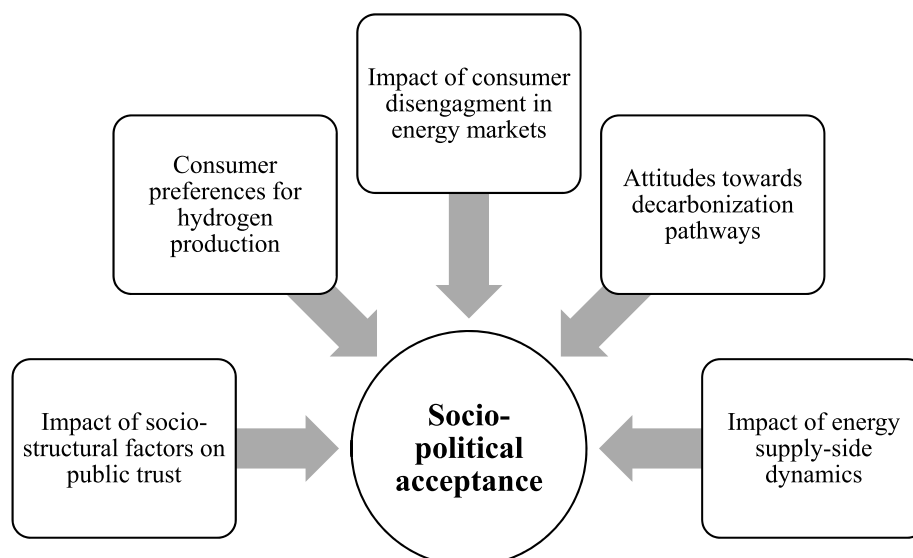 Impact of consumer
disengagment in
energy markets
Consumer
preferences for
hydrogen
production
Attitudes towards
decarbonization
pathways
Impact of socio-
structural factors on
public trust
Socio-
political
acceptance
Impact of energy
supply-side
dynamics